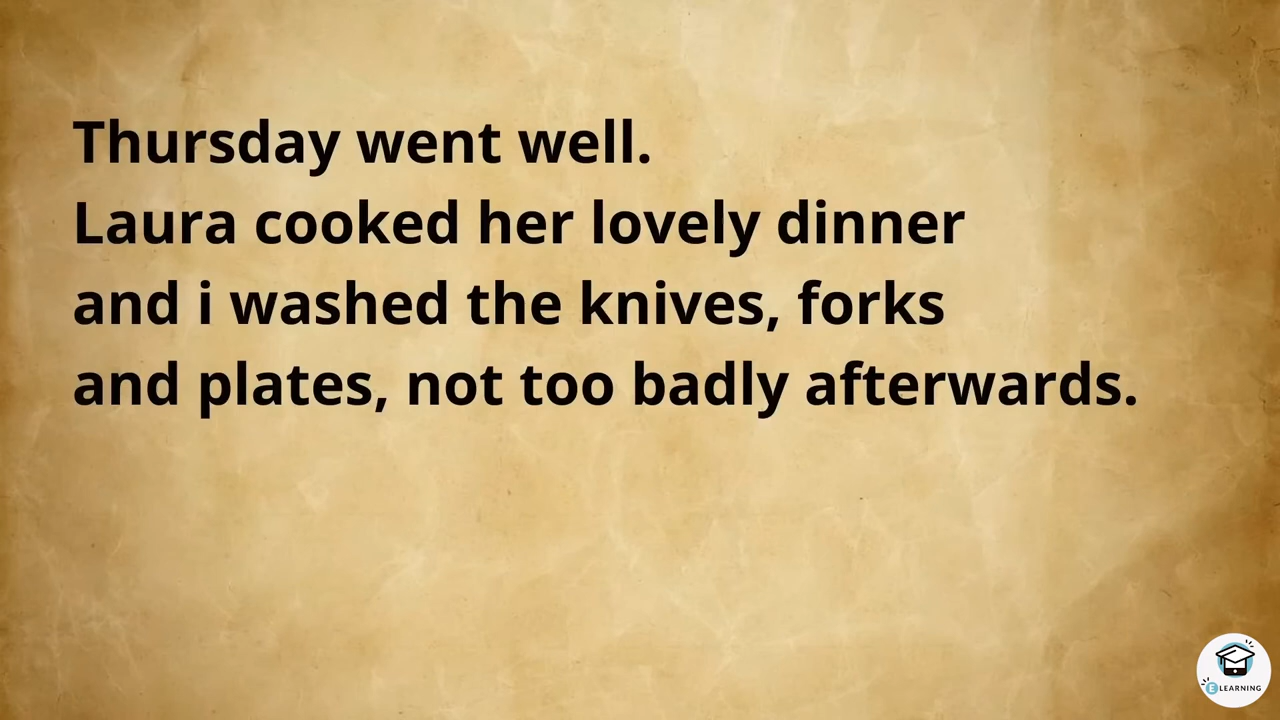 Thursday went well.
Laura cooked her lovely dinner
and i washed the knives, forks
and plates, not too badly afterwards.
E LEARNING